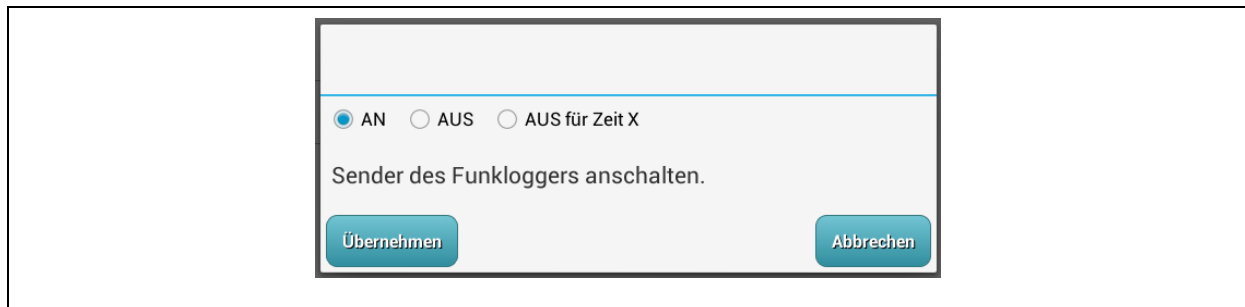 AN AUS AUS für Zeit X
Sender des Funkloggers anschalten.
Übernehmen Abbrechen